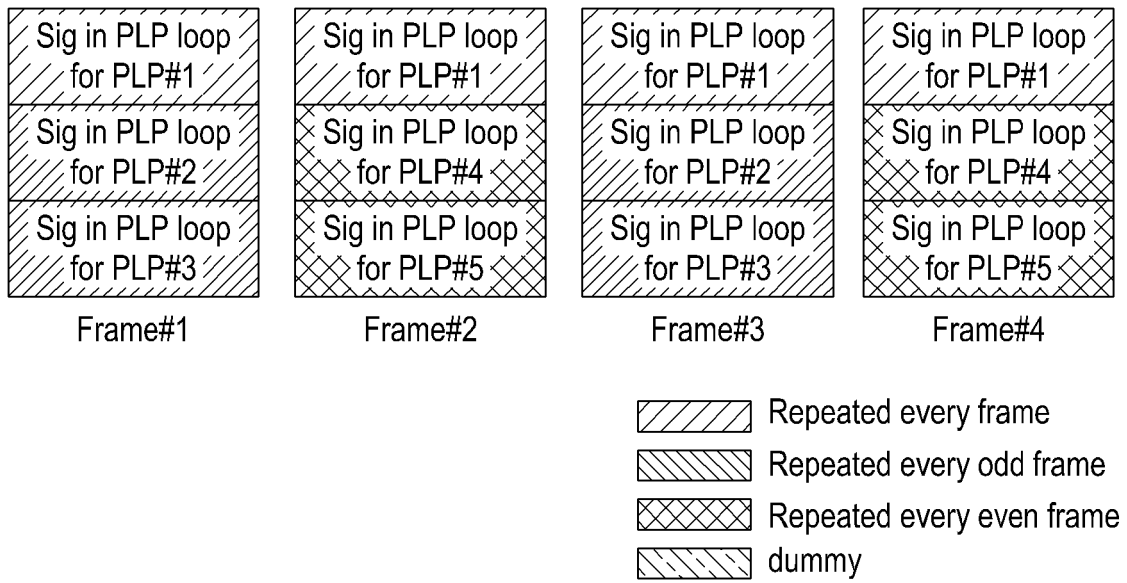 Sig in PLP loop
for PLP#1
Sig in PLP loop
for PLP#2
Sig in PLP loop
for PLP#3
Frame#1
Sig in PLP loop
for PLP#1
Sig in PLP loop
for PLP#4
Sig in PLP loop
for PLP#5
Frame#2
Sig in PLP loop
for PLP#1
Sig in PLP loop
for PLP#2
Sig in PLP loop
for PLP#3
Frame#3
Sig in PLP loop
for PLP#1
Sig in PLP loop
for PLP#4
Sig in PLP loop
for PLP#5
Frame#4
Repeated every frame
Repeated every odd frame
Repeated every even frame
dummy